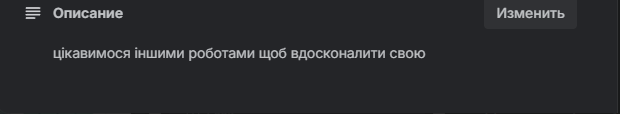 Описание
Изменить
цікавимося іншими роботами щоб вдосконалити свою